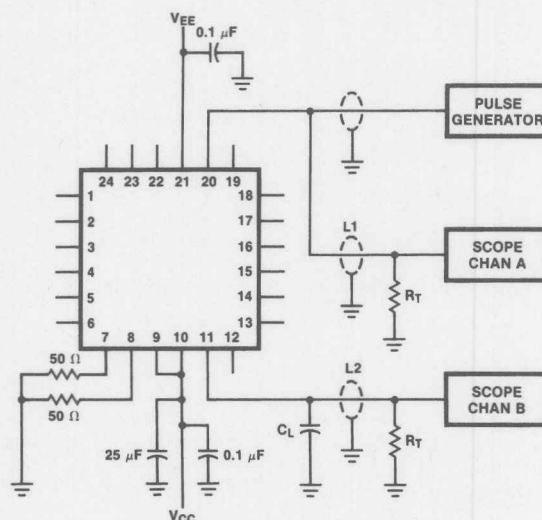 VEE
0.1 μF
PULSE
GENERATOR
24 23 22 21 20 19
1 18
2 17
3 16
4 15
5 14
6 13
7 8 9 10 11 12
L1
SCOPE
CHAN A
RT
50 Ω
50 Ω
L2
SCOPE
CHAN B
CL
RT
25 μF
0.1 μF
VCC